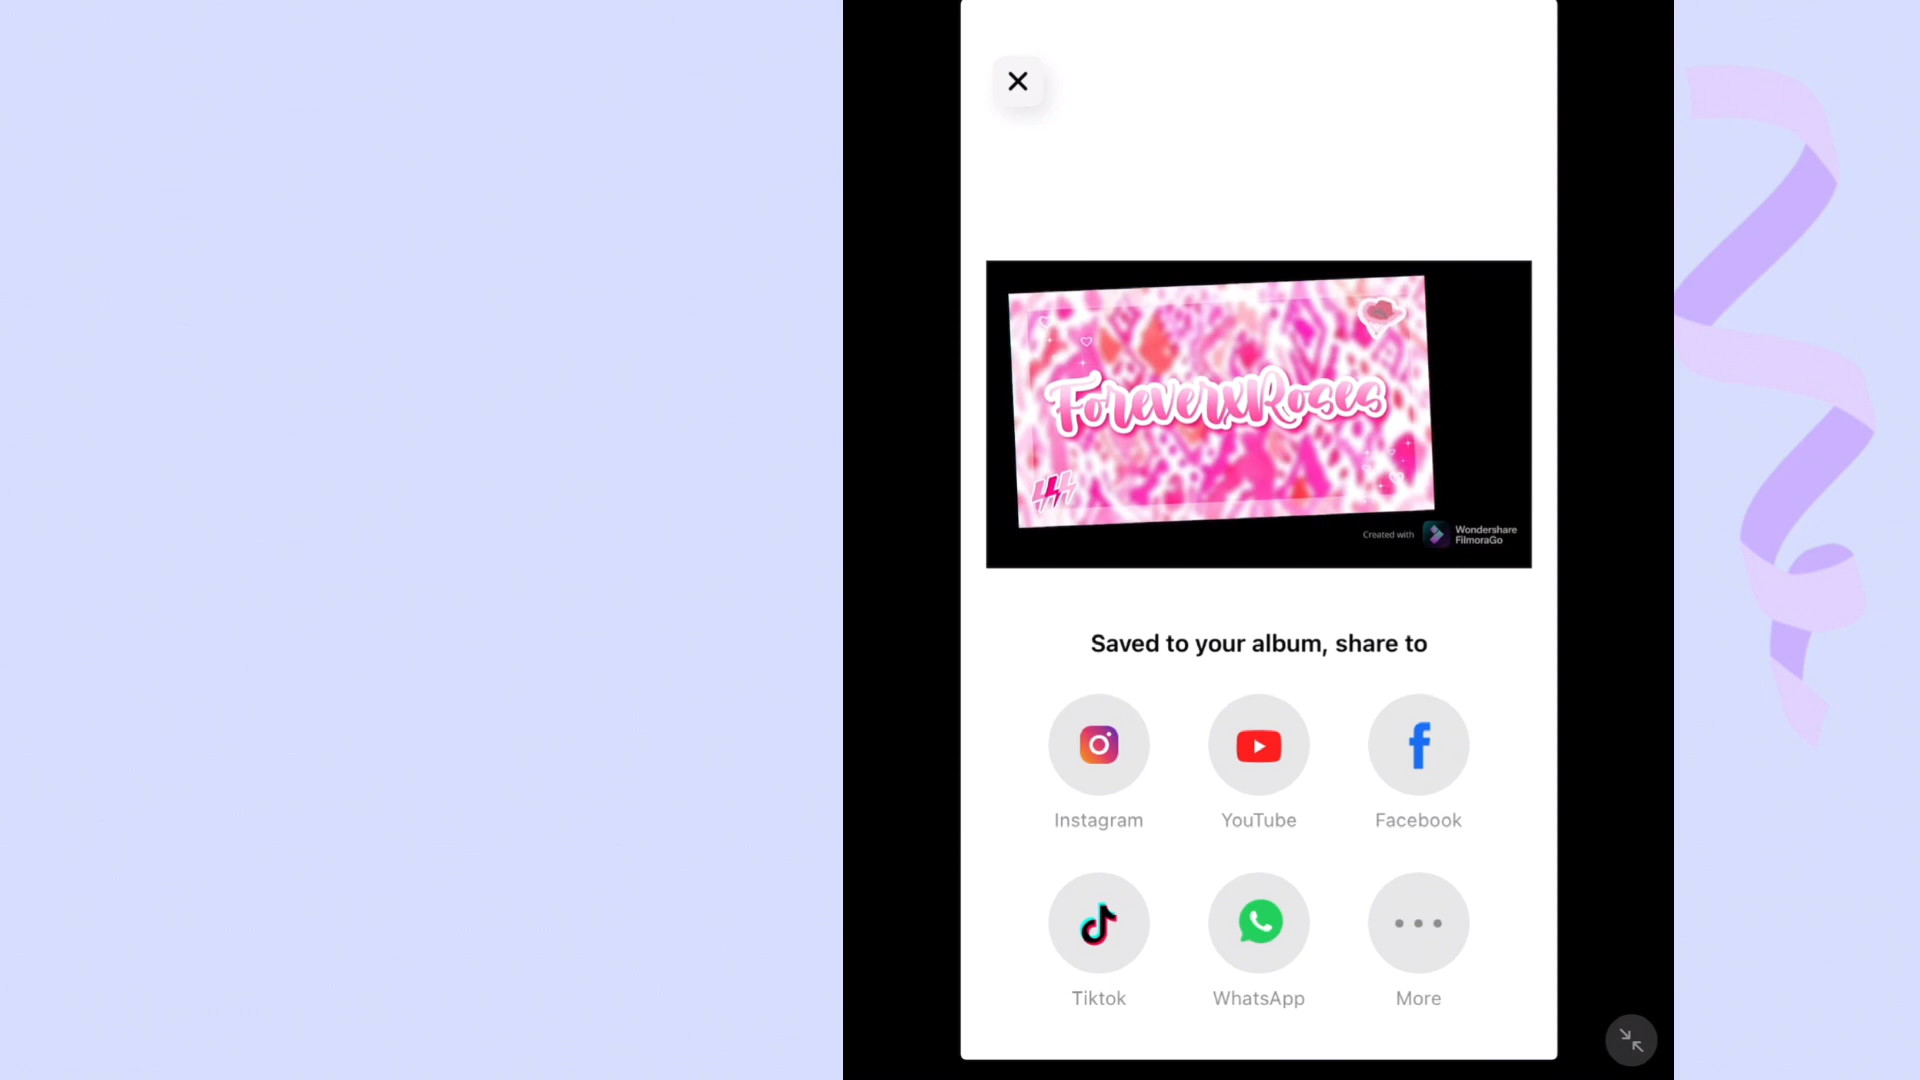 ForeverxRoses
Created with
Wondershare
FilmoraGo
Saved to your album, share to
Instagram
YouTube
Facebook
Tiktok
WhatsApp
More